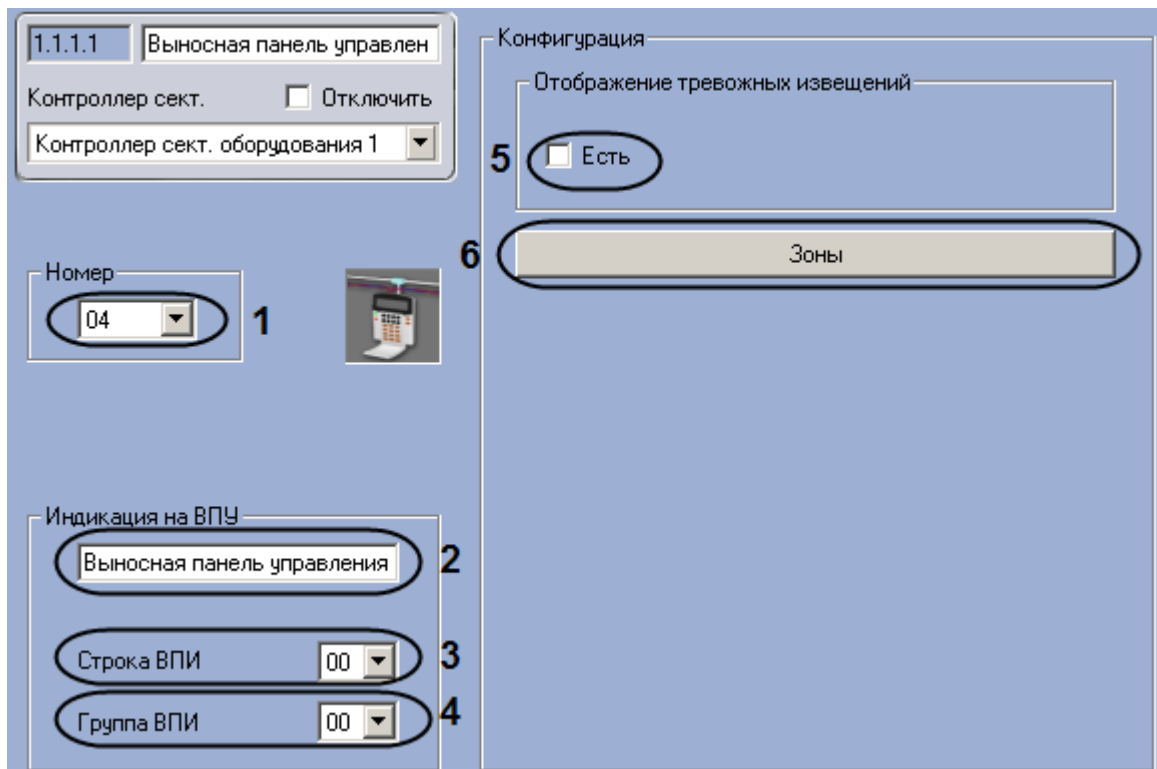 1.1.1.1 Выносная панель управлен
Контроллер сект. Отключить
Контроллер сект. оборудования 1
Номер
04 1
Индикация на ВПУ
Выносная панель управления 2
Строка ВПИ 00 3
Группа ВПИ 00 4
Конфигурация
Отображение тревожных извещений
5 Есть
6 Зоны